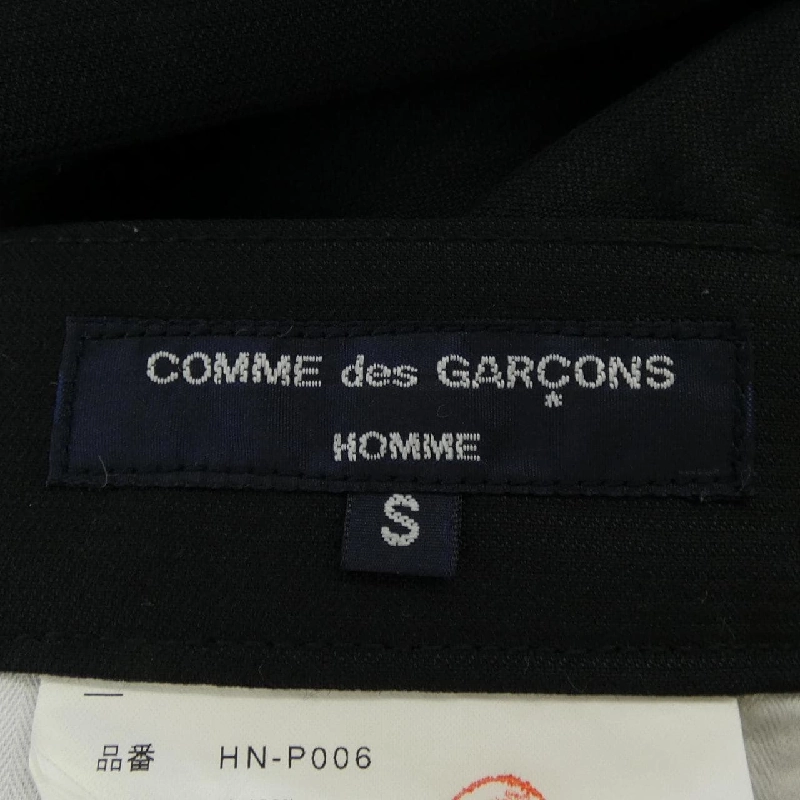 COMME des GARÇONS
HOMME
S
品番 HN-P006